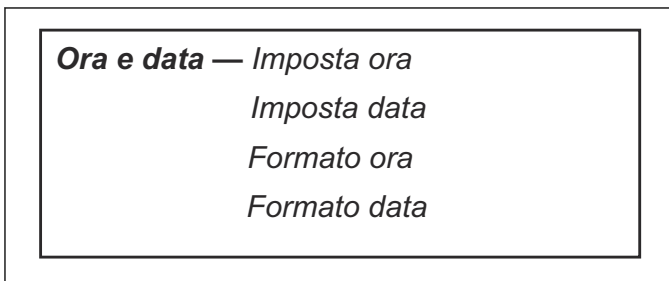 Ora e data — Imposta ora
Imposta data
Formato ora
Formato data